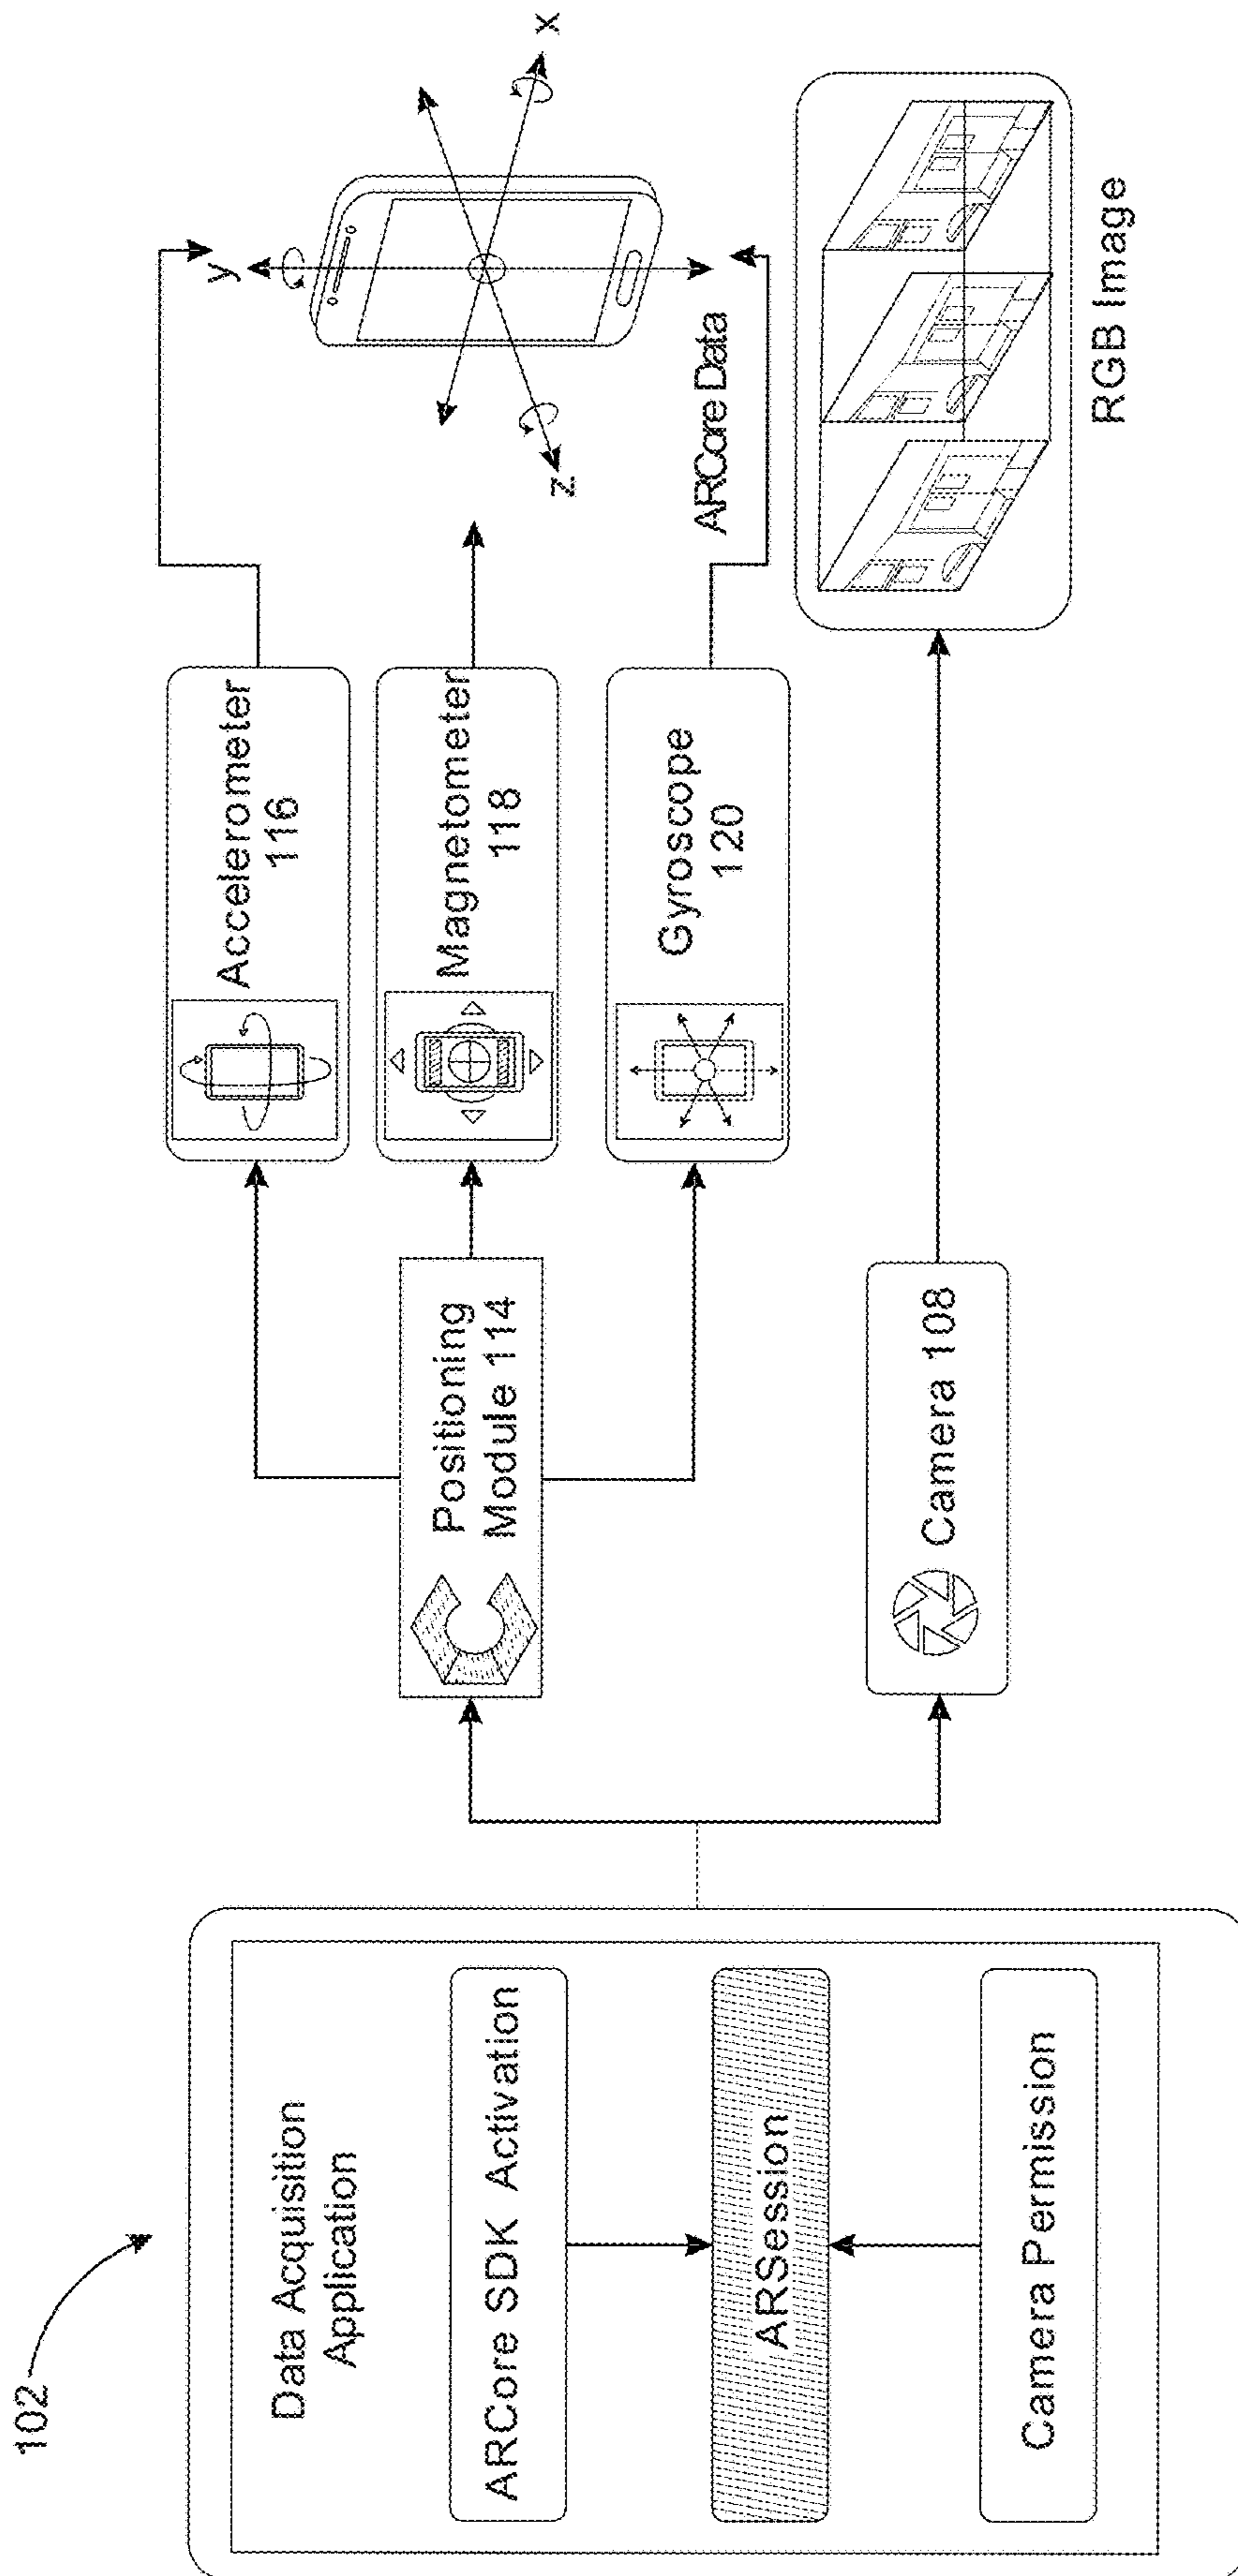 102
Data Acquisition
Application
ARCore SDK Activation
ARSession
Camera Permission
Positioning
Module 114
Camera 108
Accelerometer
116
Magnetometer
118
Gyroscope
120
y
x
z
ARCore Data
RGB Image